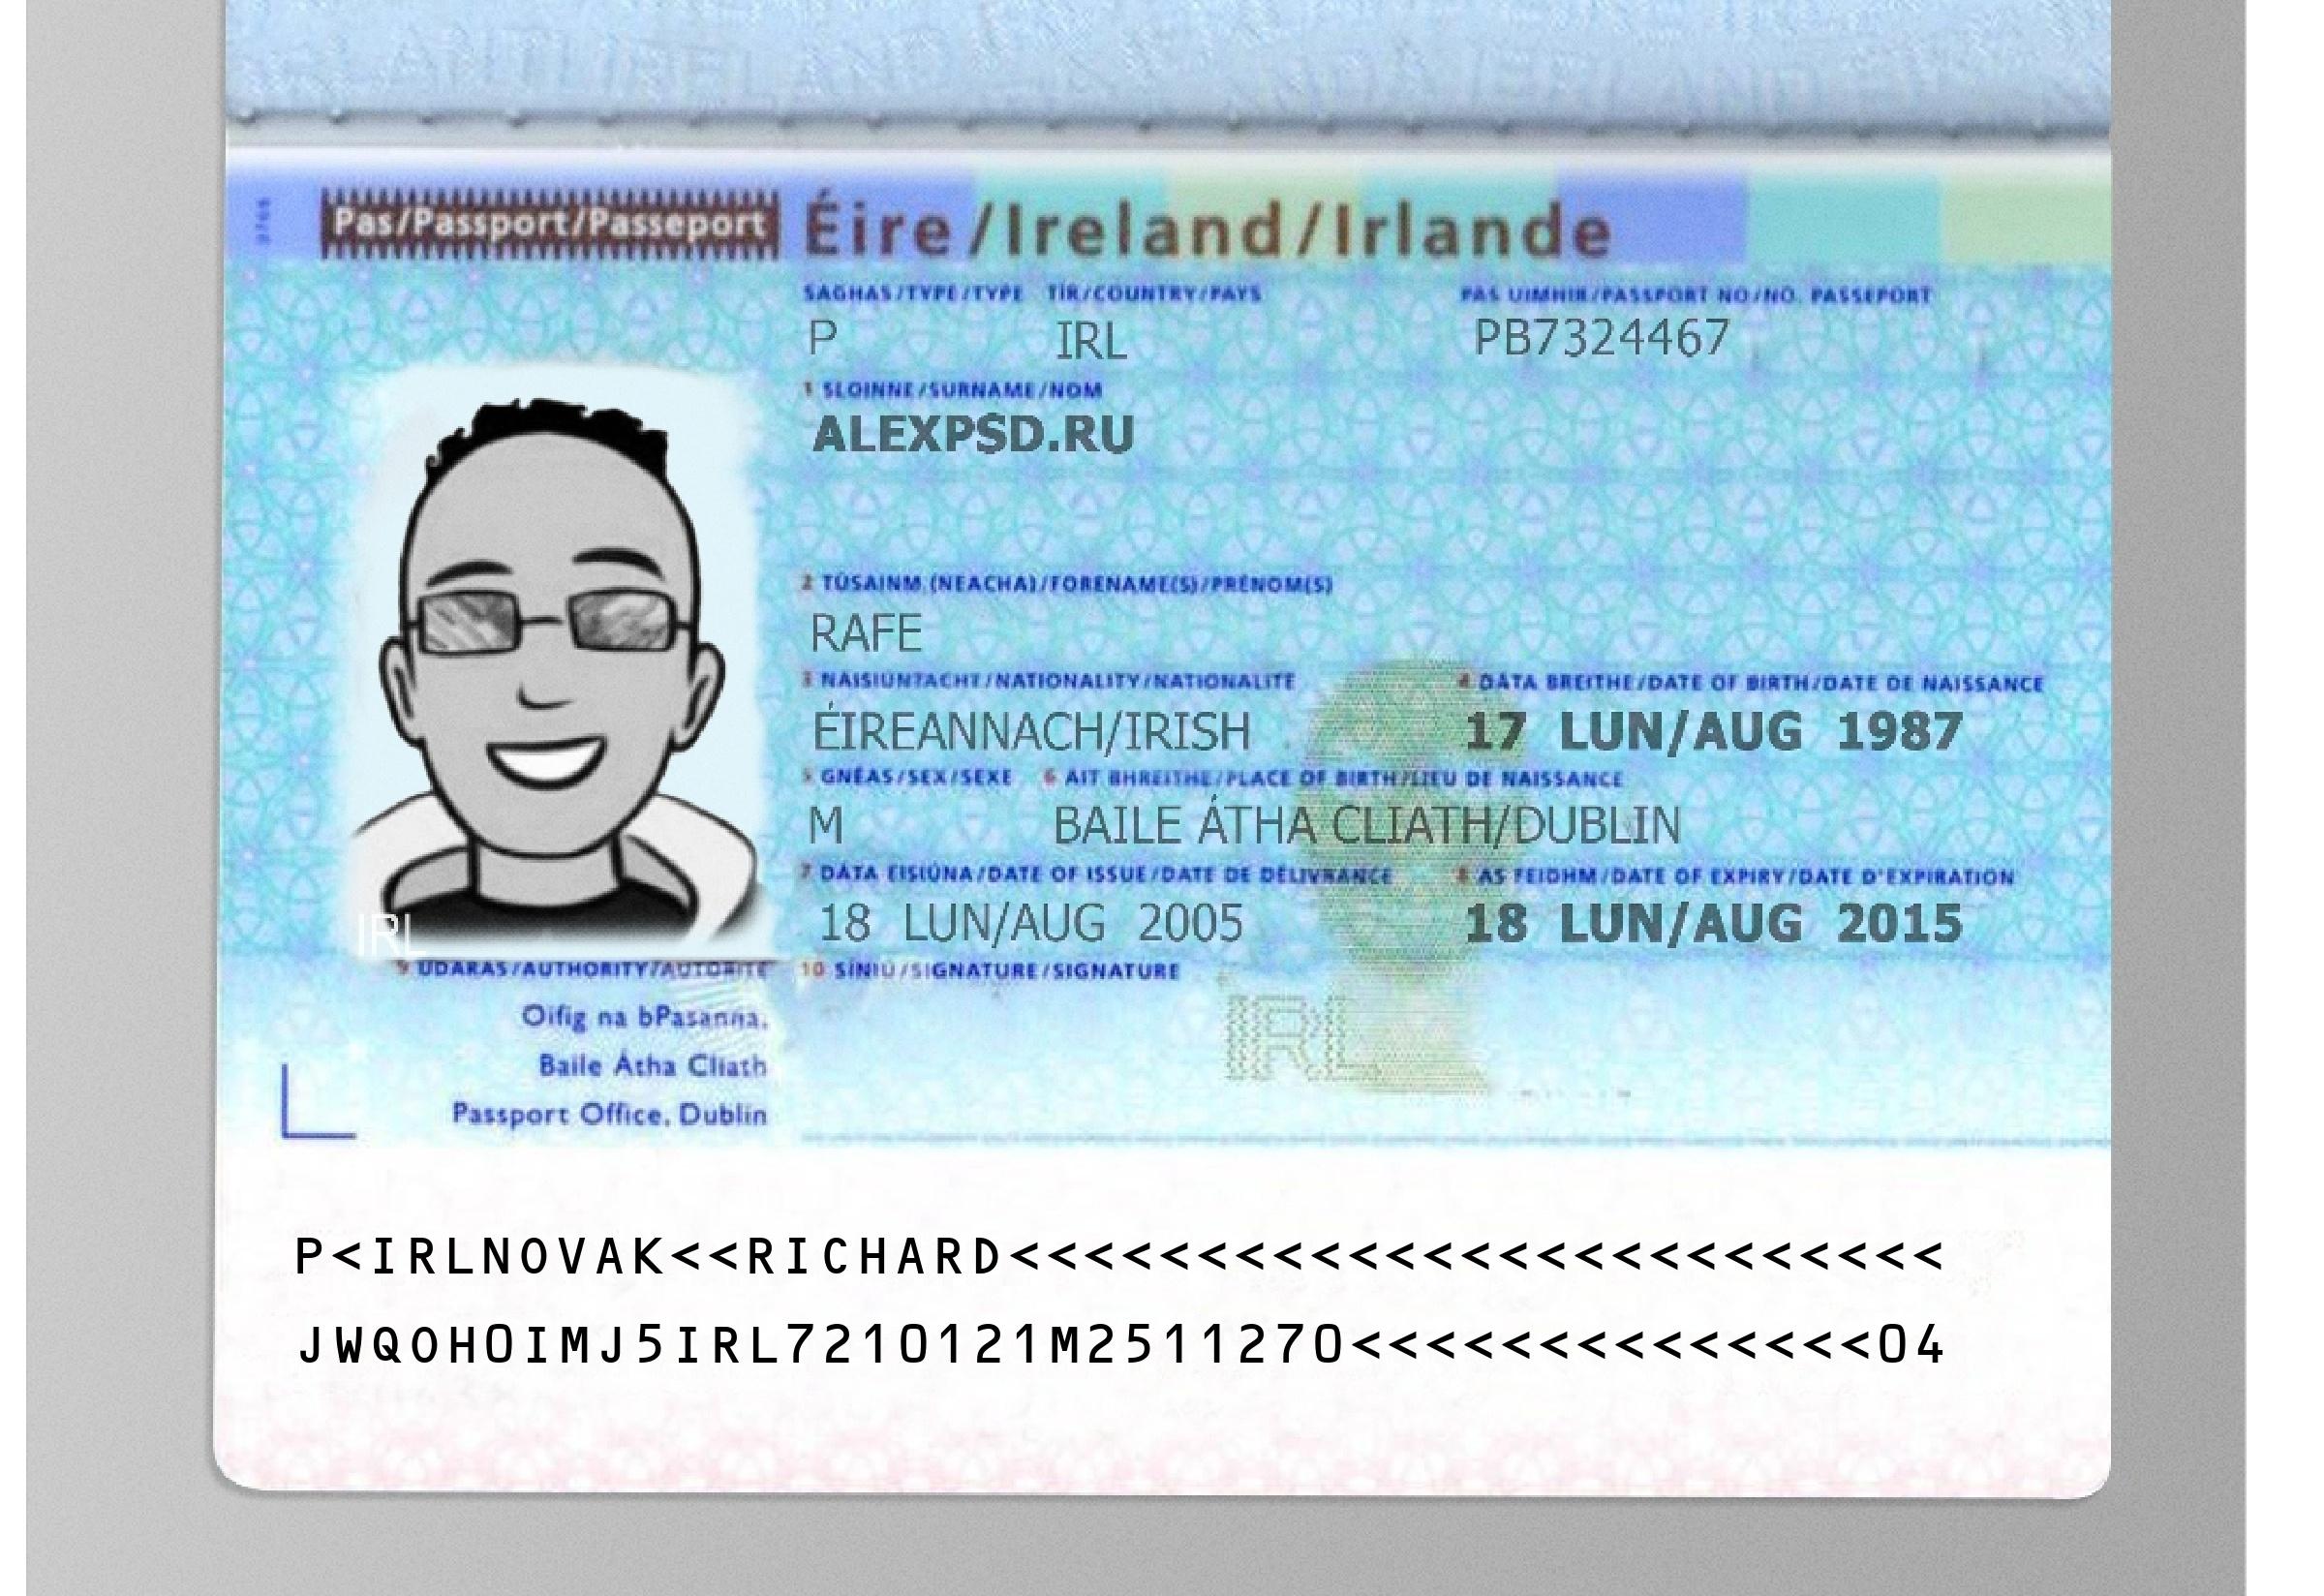 Pas/Passport/Passeport Éire/Ireland/Irlande
SAGHAS/TYPE/TYPE TÍR/COUNTRY/PAYS PAS UIMHIR/PASSPORT NO/NO. PASSEPORT
P IRL PB7324467
1 SLOINNE/SURNAME/NOM
ALEXPSD.RU
2 TÚSAINM (NEACHA)/FORENAME(S)/PRÉNOM(S)
RAFE
3 NÁISIÚNTACHT/NATIONALITY/NATIONALITÉ 4 DÁTA BREITHE/DATE OF BIRTH/DATE DE NAISSANCE
ÉIREANNACH/IRISH 17 LUN/AUG 1987
5 GNÉAS/SEX/SEXE 6 ÁIT BHREITHE/PLACE OF BIRTH/LIEU DE NAISSANCE
M BAILE ÁTHA CLIATH/DUBLIN
7 DÁTA EISIÚNA/DATE OF ISSUE/DATE DE DÉLIVRANCE 8 AS FEIDHM/DATE OF EXPIRY/DATE D'EXPIRATION
18 LUN/AUG 2005 18 LUN/AUG 2015
IRL
9 ÚDARÁS/AUTHORITY/AUTORITÉ 10 SÍNIÚ/SIGNATURE/SIGNATURE
Oifig na bPasanna,
IRL
Baile Átha Cliath
Passport Office, Dublin
P<IRLNOVAK<<RICHARD<<<<<<<<<<<<<<<<<<<<<<<<<
JWQ0H0IMJ5IRL7210121M2511270<<<<<<<<<<<<<<04